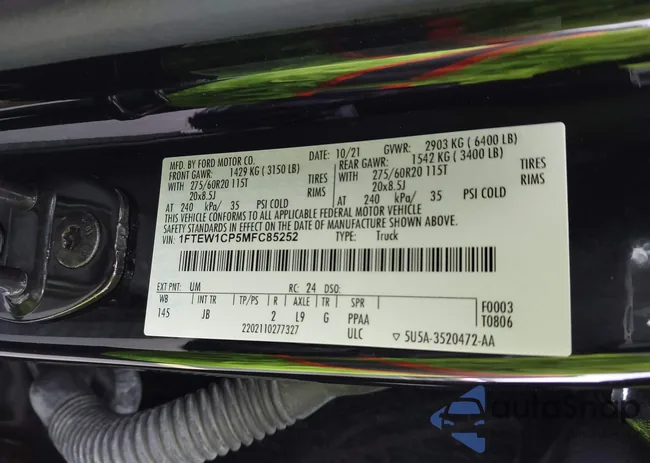 MFD. BY FORD MOTOR CO. DATE: 10/21 GVWR: 2903 KG ( 6400 LB)
FRONT GAWR: 1429 KG ( 3150 LB) REAR GAWR: 1542 KG ( 3400 LB)
WITH 275/60R20 115T TIRES WITH 275/60R20 115T TIRES
20x8.5J RIMS 20x8.5J RIMS
AT 240 kPa/ 35 PSI COLD AT 240 kPa/ 35 PSI COLD
THIS VEHICLE CONFORMS TO ALL APPLICABLE FEDERAL MOTOR VEHICLE
SAFETY STANDARDS IN EFFECT ON THE DATE OF MANUFACTURE SHOWN ABOVE.
VIN: 1FTEW1CP5MFC85252 TYPE: Truck
EXT PNT: UM RC: 24 DSO:
WB INT TR TP/PS R AXLE TR SPR F0003
145 JB 2 L9 G PPAA T0806
2202110277327 ULC ▽ 5U5A-3520472-AA
autoSnap